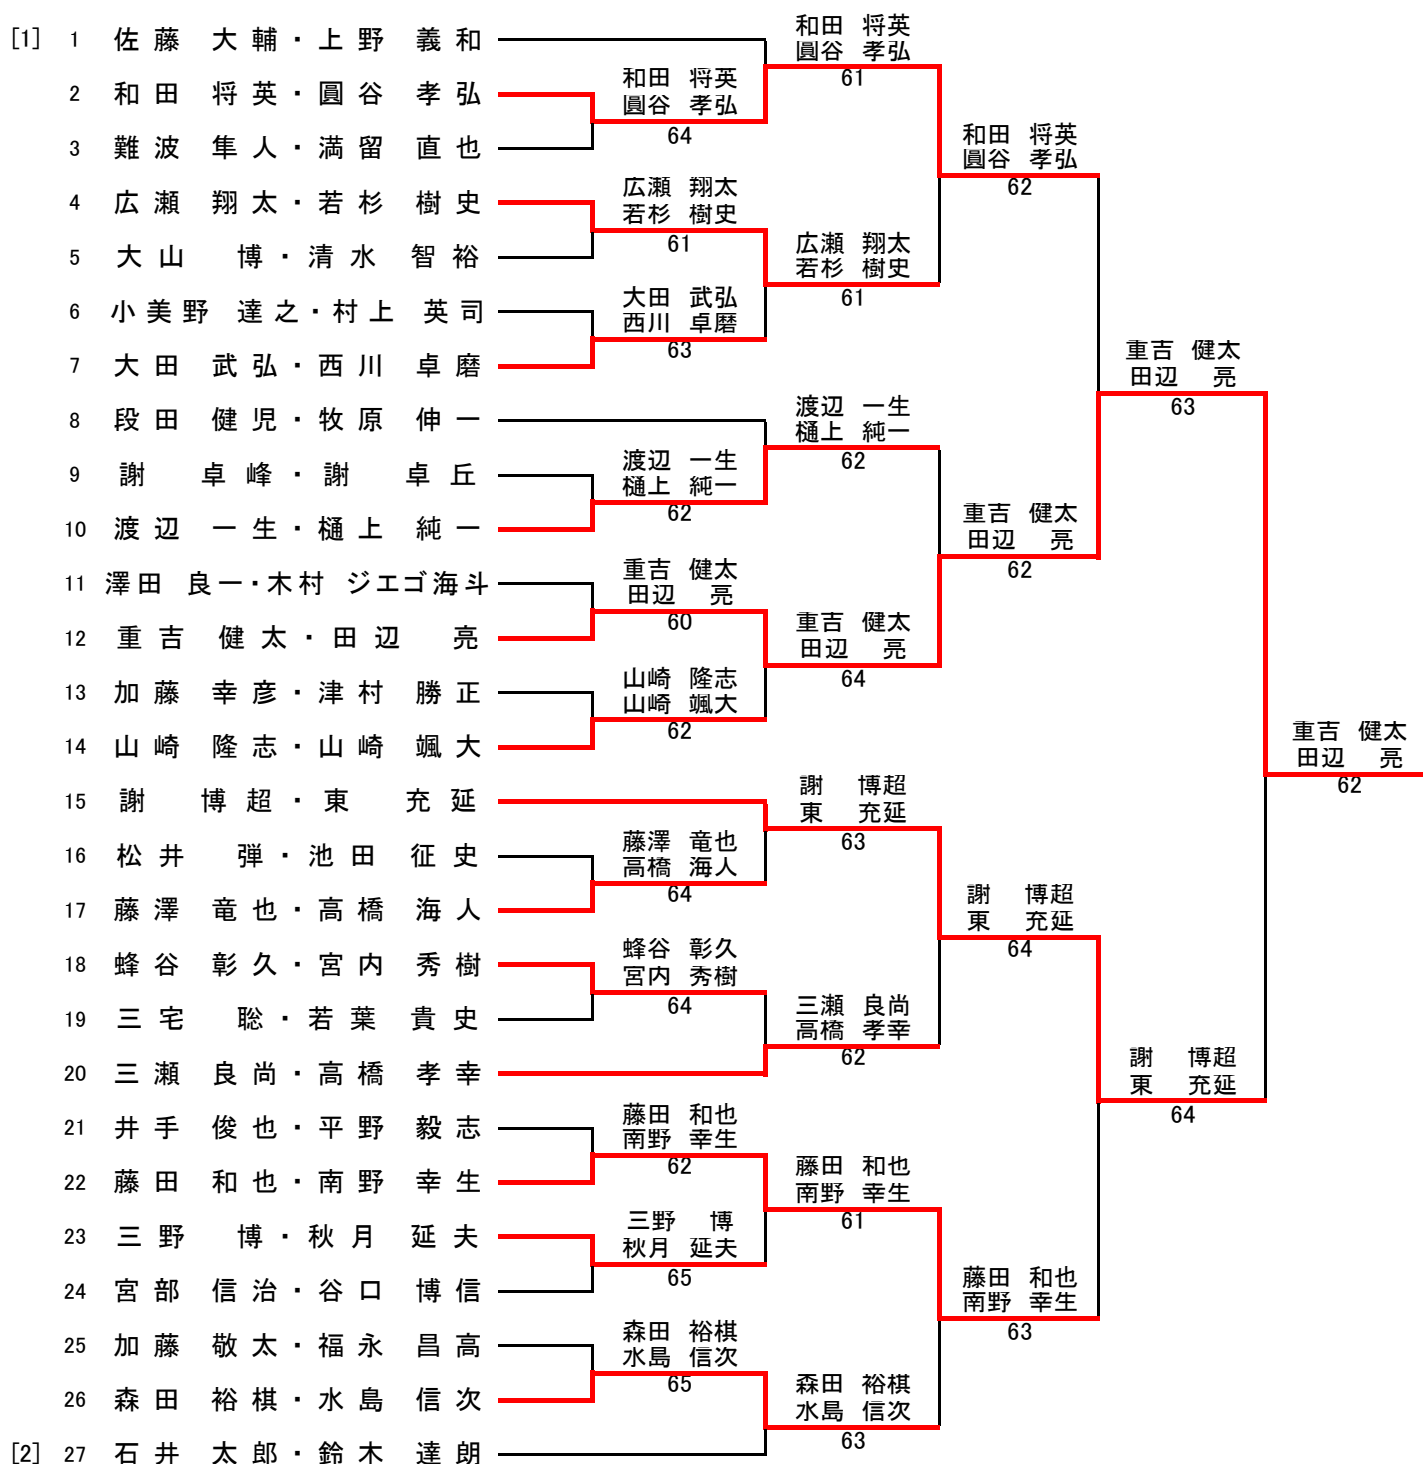 [1] 1 佐藤 大輔・上野 義和
2 和田 将英・圓谷 孝弘
3 難波 隼人・満留 直也
4 広瀬 翔太・若杉 樹史
5 大山 博・清水 智裕
6 小美野 達之・村上 英司
7 大田 武弘・西川 卓磨
8 段田 健児・牧原 伸一
9 謝 卓峰・謝 卓丘
10 渡辺 一生・樋上 純一
11 澤田 良一・木村 ジエゴ海斗
12 重吉 健太・田辺 亮
13 加藤 幸彦・津村 勝正
14 山崎 隆志・山崎 颯大
15 謝 博超・東 充延
16 松井 弾・池田 征史
17 藤澤 竜也・高橋 海人
18 蜂谷 彰久・宮内 秀樹
19 三宅 聡・若葉 貴史
20 三瀬 良尚・高橋 孝幸
21 井手 俊也・平野 毅志
22 藤田 和也・南野 幸生
23 三野 博・秋月 延夫
24 宮部 信治・谷口 博信
25 加藤 敬太・福永 昌高
26 森田 裕棋・水島 信次
[2] 27 石井 太郎・鈴木 達朗
和田 将英
圓谷 孝弘
64
広瀬 翔太
若杉 樹史
61
大田 武弘
西川 卓磨
63
渡辺 一生
樋上 純一
62
重吉 健太
田辺 亮
60
山崎 隆志
山崎 颯大
62
藤澤 竜也
高橋 海人
64
蜂谷 彰久
宮内 秀樹
64
藤田 和也
南野 幸生
62
三野 博
秋月 延夫
65
森田 裕棋
水島 信次
65
和田 将英
圓谷 孝弘
61
広瀬 翔太
若杉 樹史
61
渡辺 一生
樋上 純一
62
重吉 健太
田辺 亮
64
謝 博超
東 充延
63
三瀬 良尚
高橋 孝幸
62
藤田 和也
南野 幸生
61
森田 裕棋
水島 信次
63
和田 将英
圓谷 孝弘
62
重吉 健太
田辺 亮
62
謝 博超
東 充延
64
藤田 和也
南野 幸生
63
重吉 健太
田辺 亮
63
謝 博超
東 充延
64
重吉 健太
田辺 亮
62